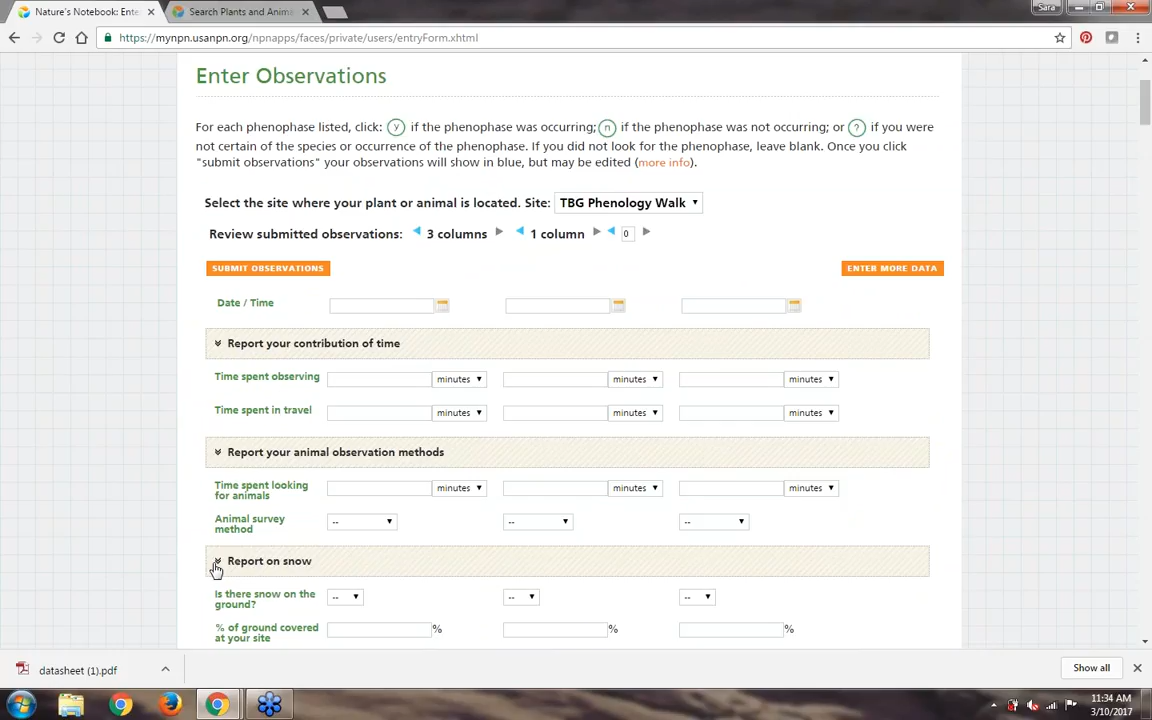 Nature's Notebook: Ente
Search Plants and Anim
Sara
https://mynpn.usanpn.org/npnapps/faces/private/users/entryForm.xhtml
Enter Observations
For each phenophase listed, click: y if the phenophase was occurring; n if the phenophase was not occurring; or ? if you were
not certain of the species or occurrence of the phenophase. If you did not look for the phenophase, leave blank. Once you click
"submit observations" your observations will show in blue, but may be edited (more info).
Select the site where your plant or animal is located. Site: TBG Phenology Walk
Review submitted observations: 3 columns 1 column 0
SUBMIT OBSERVATIONS ENTER MORE DATA
Date / Time
Report your contribution of time
Time spent observing minutes minutes minutes
Time spent in travel minutes minutes minutes
Report your animal observation methods
Time spent looking
for animals minutes minutes minutes
Animal survey
method -- -- --
Report on snow
Is there snow on the
ground? -- -- --
% of ground covered
at your site % % %
datasheet (1).pdf Show all
11:34 AM
3/10/2017